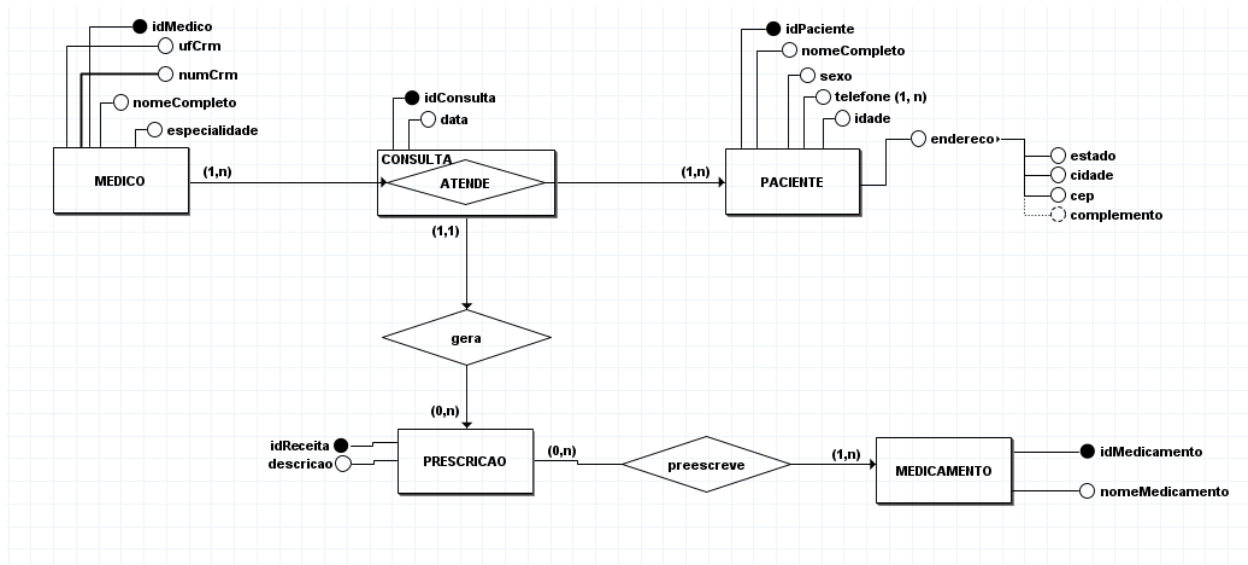 idMedico
ufCrm
numCrm
nomeCompleto
especialidade
MEDICO
(1,n)
idConsulta
data
CONSULTA
ATENDE
(1,n)
idPaciente
nomeCompleto
sexo
telefone (1, n)
idade
PACIENTE
endereco
estado
cidade
cep
complemento
(1,1)
gera
(0,n)
idReceita
descricao
PRESCRICAO
(0,n)
preescreve
(1,n)
MEDICAMENTO
idMedicamento
nomeMedicamento